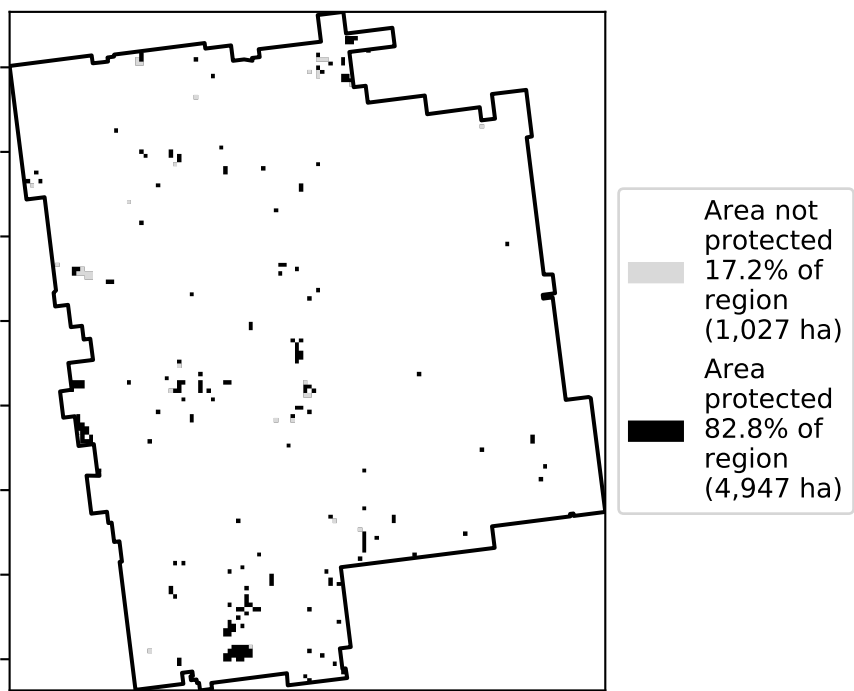 Area not
protected
17.2% of
region
(1,027 ha)
Area
protected
82.8% of
region
(4,947 ha)